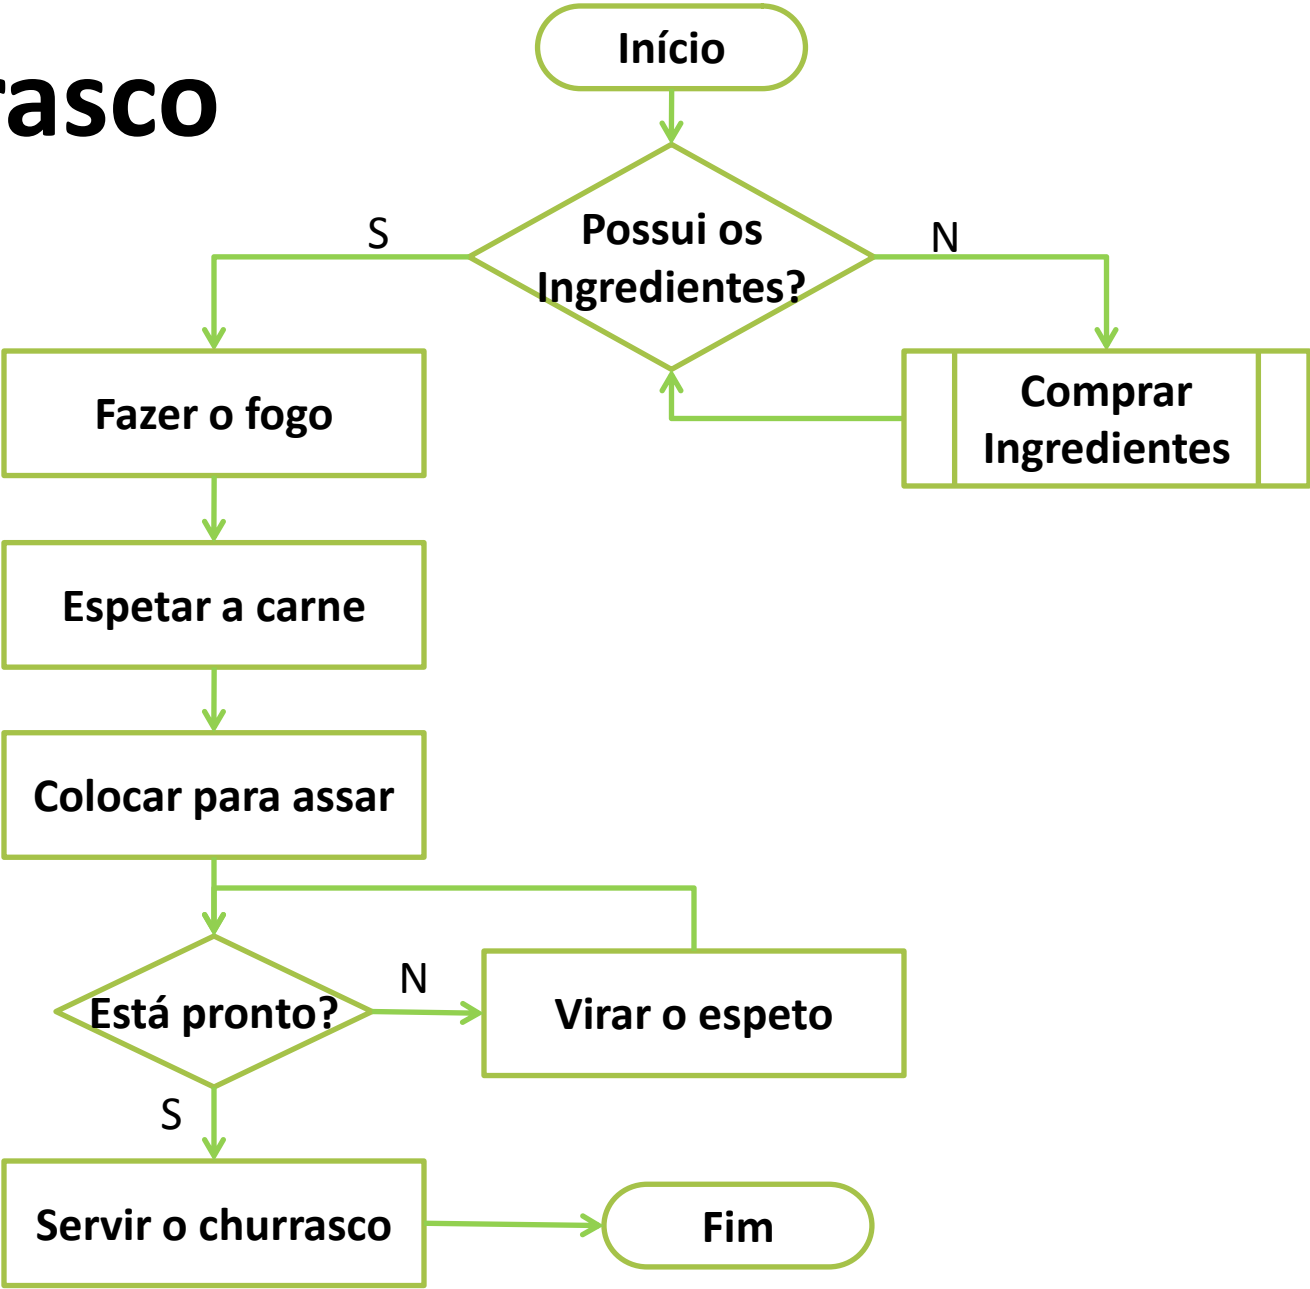 Início
rasco
Possui os
Ingredientes?
S
N
Fazer o fogo
Comprar
Ingredientes
Espetar a carne
Colocar para assar
Está pronto?
N
Virar o espeto
S
Servir o churrasco
Fim